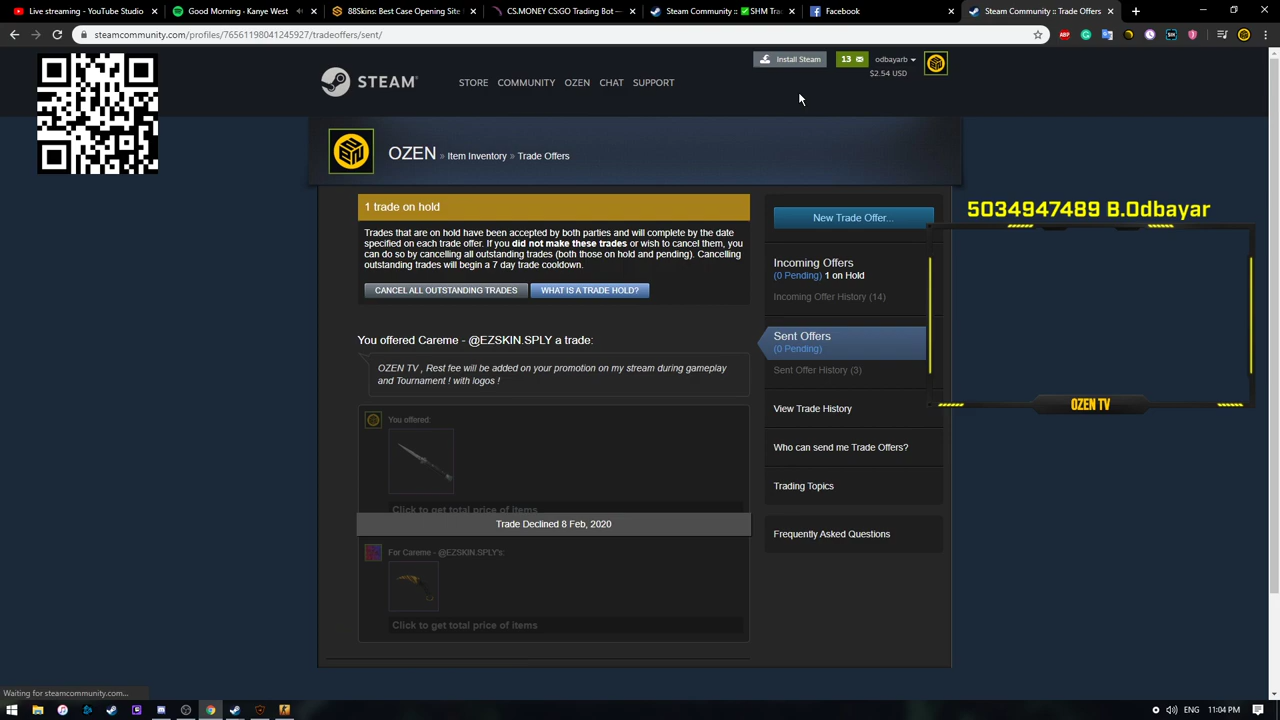 Live streaming - YouTube Studio
Good Morning - Kanye West
88Skins: Best Case Opening Site
CS.MONEY CS:GO Trading Bot -
Steam Community :: ✅ SHM Tra
Facebook
Steam Community :: Trade Offers
steamcommunity.com/profiles/76561198041245927/tradeoffers/sent/
Install Steam
13
odbayarb
$2.54 USD
STEAM
STORE COMMUNITY OZEN CHAT SUPPORT
OZEN » Item Inventory » Trade Offers
1 trade on hold
Trades that are on hold have been accepted by both parties and will complete by the date
specified on each trade offer. If you did not make these trades or wish to cancel them, you
can do so by cancelling all outstanding trades (both those on hold and pending). Cancelling
outstanding trades will begin a 7 day trade cooldown.
CANCEL ALL OUTSTANDING TRADES
WHAT IS A TRADE HOLD?
You offered Careme - @EZSKIN.SPLY a trade:
OZEN TV , Rest fee will be added on your promotion on my stream during gameplay
and Tournament ! with logos !
You offered:
Click to get total price of items
Trade Declined 8 Feb, 2020
For Careme - @EZSKIN.SPLY's:
Click to get total price of items
New Trade Offer...
Incoming Offers
(0 Pending) 1 on Hold
Incoming Offer History (14)
Sent Offers
(0 Pending)
Sent Offer History (3)
View Trade History
Who can send me Trade Offers?
Trading Topics
Frequently Asked Questions
5034947489 B.Odbayar
OZEN TV
Waiting for steamcommunity.com...
ENG 11:04 PM